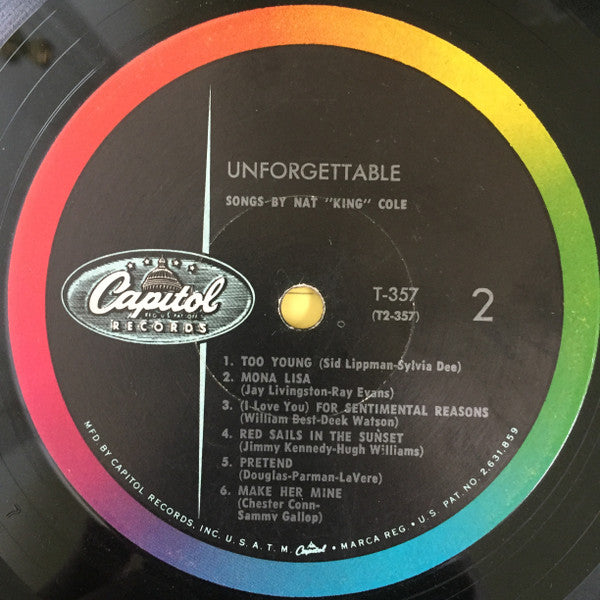 UNFORGETTABLE
SONGS BY NAT "KING" COLE
Capitol
RECORDS
T-357
(T2-357)
2
1. TOO YOUNG (Sid Lippman-Sylvia Dee)
2. MONA LISA
(Jay Livingston-Ray Evans)
3. (I Love You) FOR SENTIMENTAL REASONS
(William Best-Deek Watson)
4. RED SAILS IN THE SUNSET
(Jimmy Kennedy-Hugh Williams)
5. PRETEND
(Douglas-Parman-LaVere)
6. MAKE HER MINE
(Chester Conn-
Sammy Gallop)
MFD. BY CAPITOL RECORDS, INC. U.S.A. T.M. Capitol • MARCA REG. • U.S. PAT. NO. 2,631,859